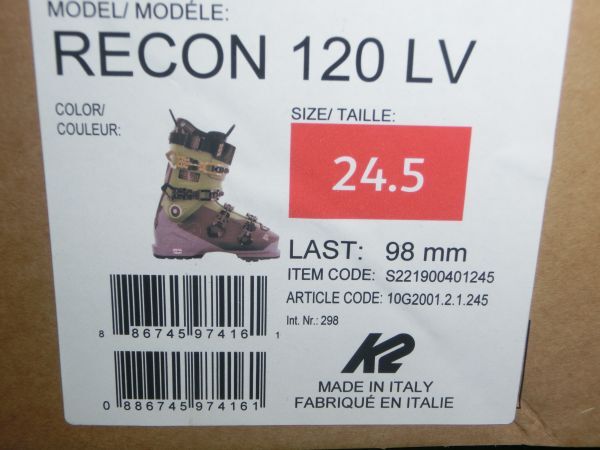 MODEL/ MODÉLE:
RECON 120 LV
COLOR/
COULEUR:
SIZE/ TAILLE:
24.5
LAST: 98 mm
ITEM CODE: S221900401245
ARTICLE CODE: 10G2001.2.1.245
Int. Nr.: 298
8 86745 97416 1
0 886745 974161
K2
MADE IN ITALY
FABRIQUÉ EN ITALIE